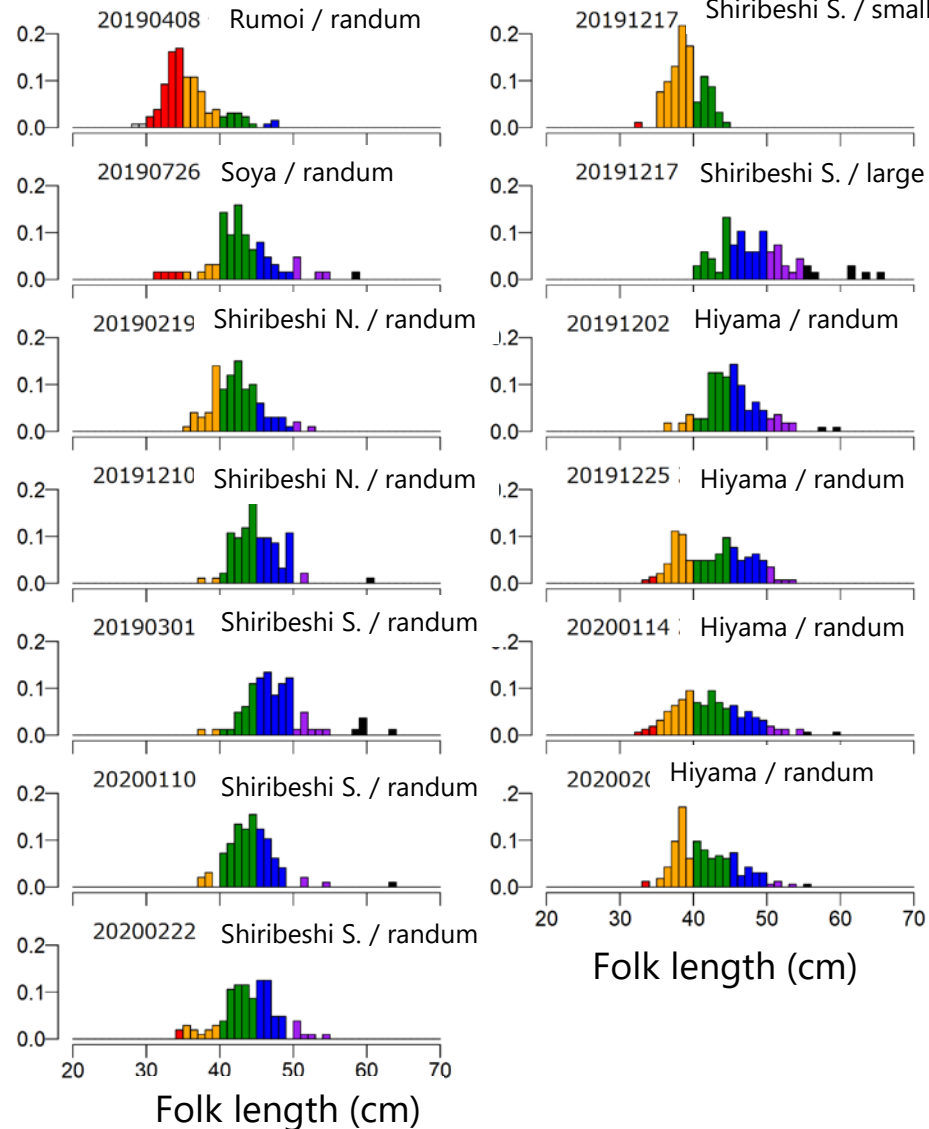 20190408 Rumoi / randum
0.2
0.1
0.0
20190726 Soya / randum
0.2
0.1
0.0
20190219 Shiribeshi N. / randum
0.2
0.1
0.0
20191210 Shiribeshi N. / randum
0.2
0.1
0.0
20190301 Shiribeshi S. / randum
0.2
0.1
0.0
20200110 Shiribeshi S. / randum
0.2
0.1
0.0
20200222 Shiribeshi S. / randum
0.2
0.1
0.0
20 30 40 50 60 70
Folk length (cm)
20191217 Shiribeshi S. / small
0.2
0.1
0.0
20191217 Shiribeshi S. / large
0.2
0.1
0.0
20191202 Hiyama / randum
.2
0.1
0.0
20191225 Hiyama / randum
.2
0.1
0.0
20200114 Hiyama / randum
.2
0.1
0.0
2020020 Hiyama / randum
.2
0.1
0.0
20 30 40 50 60 70
Folk length (cm)